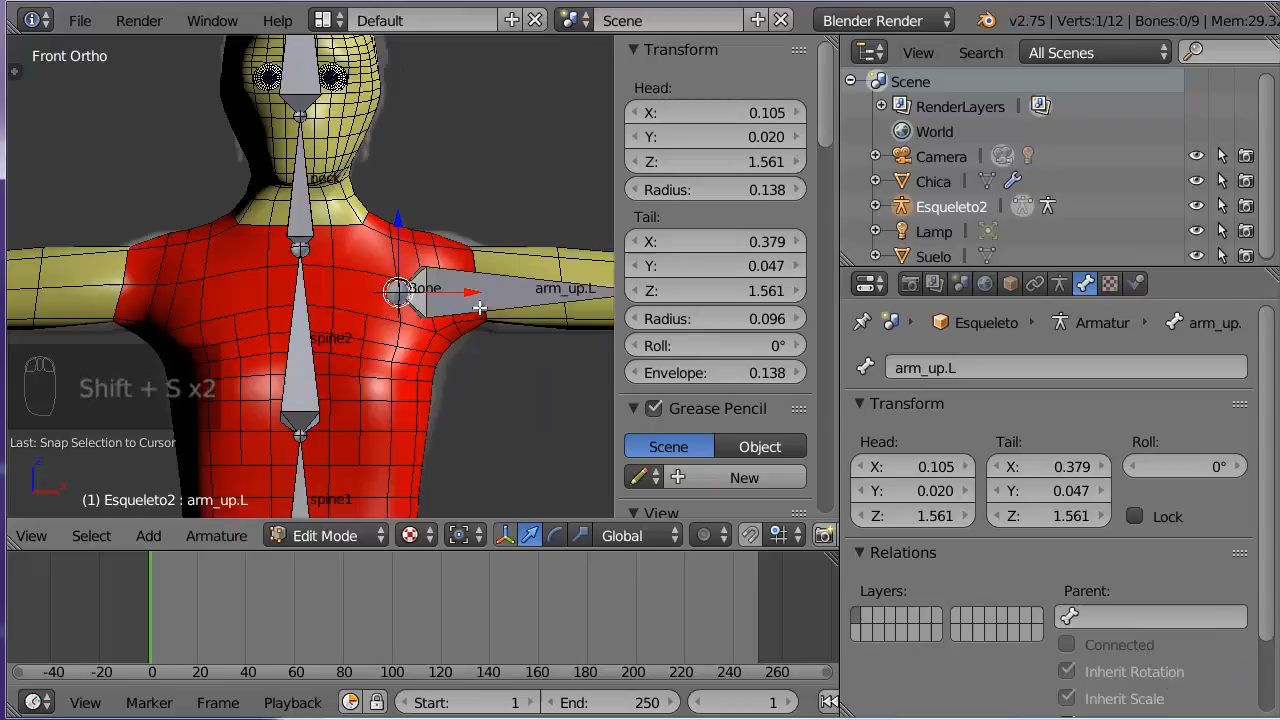 File Render Window Help Default Scene Blender Render v2.75 | Verts:1/12 | Bones:0/9 | Mem:29.3
Front Ortho
neck
Bone
arm_up.L
spine2
spine1
Shift + S x2
Last: Snap Selection to Cursor
z
x
(1) Esqueleto2 : arm_up.L
Transform
Head:
X: 0.105
Y: 0.020
Z: 1.561
Radius: 0.138
Tail:
X: 0.379
Y: 0.047
Z: 1.561
Radius: 0.096
Roll: 0°
Envelope: 0.138
Grease Pencil
Scene Object
New
View
View Select Add Armature Edit Mode Global
-40 -20 0 20 40 60 80 100 120 140 160 180 200 220 240 260
View Marker Frame Playback Start: 1 End: 250 1
View Search All Scenes
Scene
RenderLayers
World
Camera
Chica
Esqueleto2
Lamp
Suelo
Esqueleto Armatur arm_up.
arm_up.L
Transform
Head: Tail: Roll:
X: 0.105 X: 0.379 0°
Y: 0.020 Y: 0.047
Z: 1.561 Z: 1.561 Lock
Relations
Layers: Parent:
Connected
Inherit Rotation
Inherit Scale